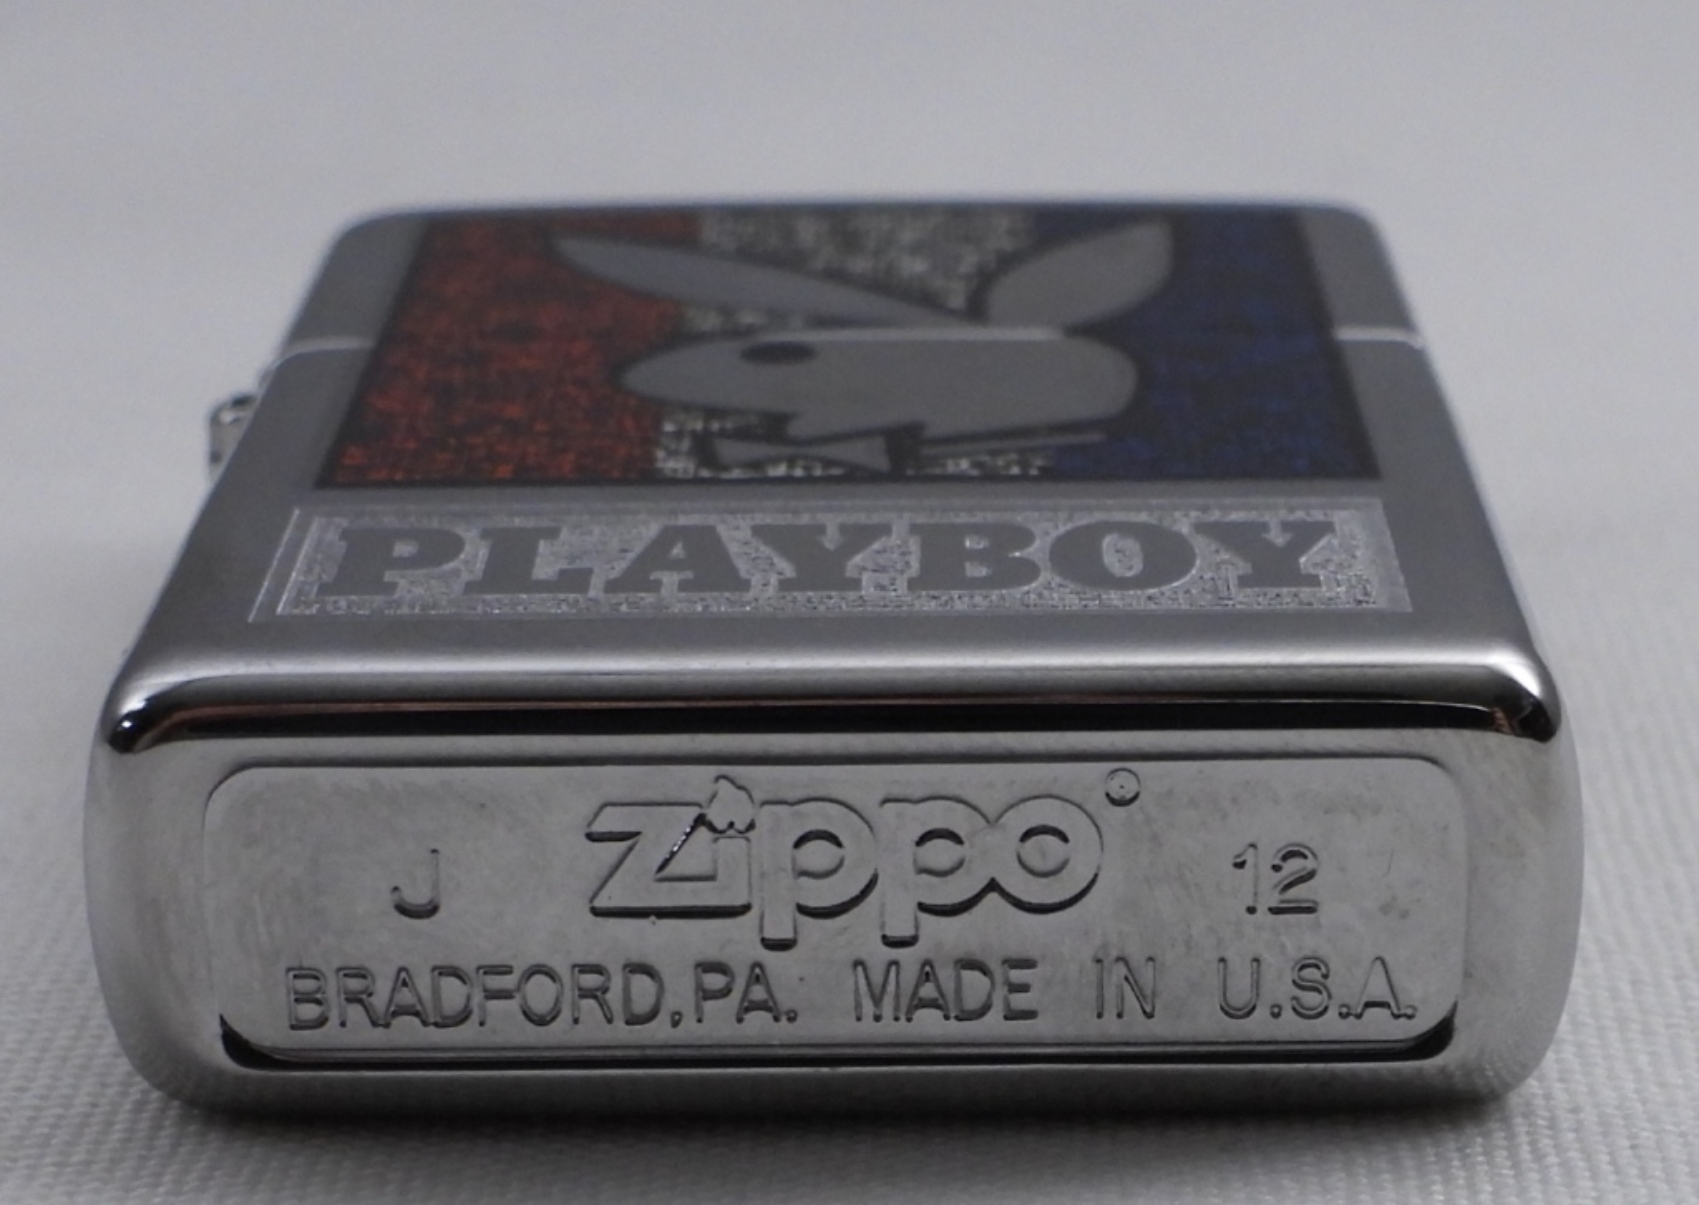 PLAYBOY
J Zippo® 12
BRADFORD,PA. MADE IN U.S.A.